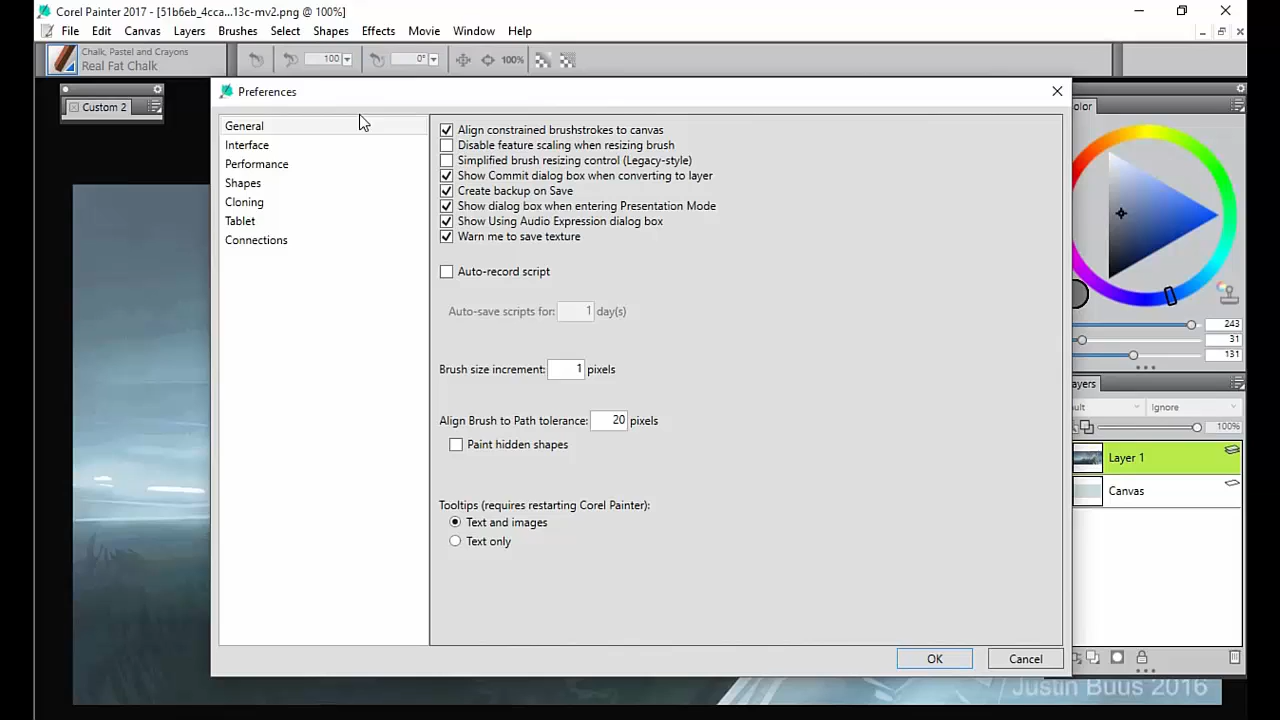 Corel Painter 2017 - [51b6eb_4cca...13c-mv2.png @ 100%]
File Edit Canvas Layers Brushes Select Shapes Effects Movie Window Help
Chalk, Pastel and Crayons
Real Fat Chalk
100
0°
100%
Custom 2
Preferences
General
Interface
Performance
Shapes
Cloning
Tablet
Connections
Align constrained brushstrokes to canvas
Disable feature scaling when resizing brush
Simplified brush resizing control (Legacy-style)
Show Commit dialog box when converting to layer
Create backup on Save
Show dialog box when entering Presentation Mode
Show Using Audio Expression dialog box
Warn me to save texture
Auto-record script
Auto-save scripts for: 1 day(s)
Brush size increment: 1 pixels
Align Brush to Path tolerance: 20 pixels
Paint hidden shapes
Tooltips (requires restarting Corel Painter):
Text and images
Text only
OK Cancel
olor
243
31
131
ayers
ult Ignore
100%
Layer 1
Canvas
Justin Buus 2016